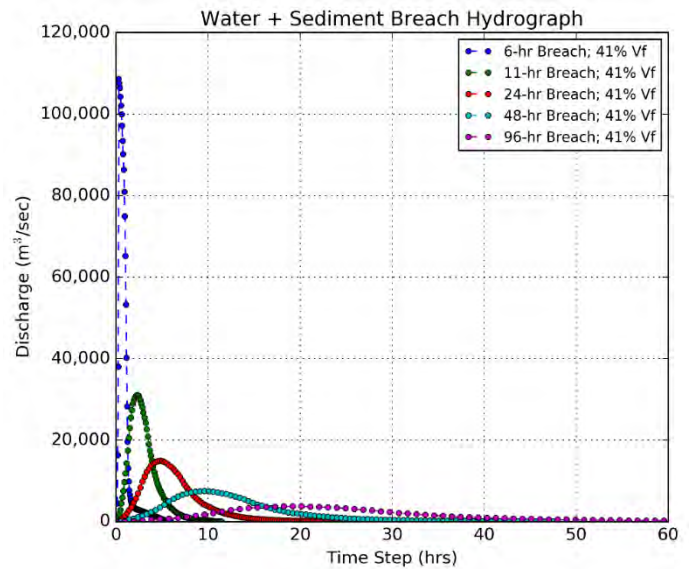 Water + Sediment Breach Hydrograph
120,000
100,000
80,000
60,000
40,000
20,000
0
Discharge (m³/sec)
6-hr Breach; 41% Vf
11-hr Breach; 41% Vf
24-hr Breach; 41% Vf
48-hr Breach; 41% Vf
96-hr Breach; 41% Vf
0 10 20 30 40 50 60
Time Step (hrs)